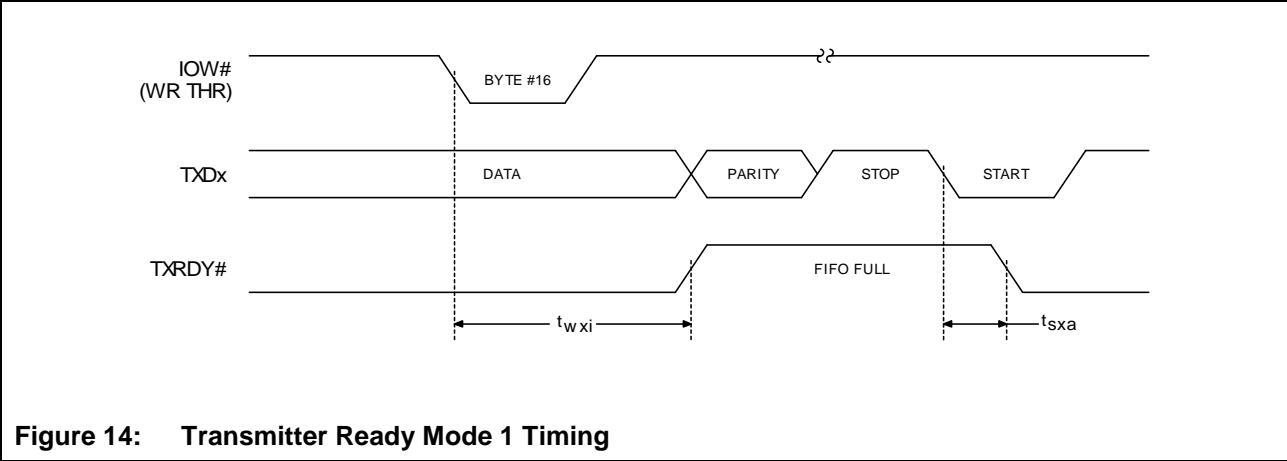 IOW#
(WR THR)
BYTE #16
TXDx
DATA
PARITY
STOP
START
TXRDY#
FIFO FULL
twxi
tsxa
Figure 14: Transmitter Ready Mode 1 Timing